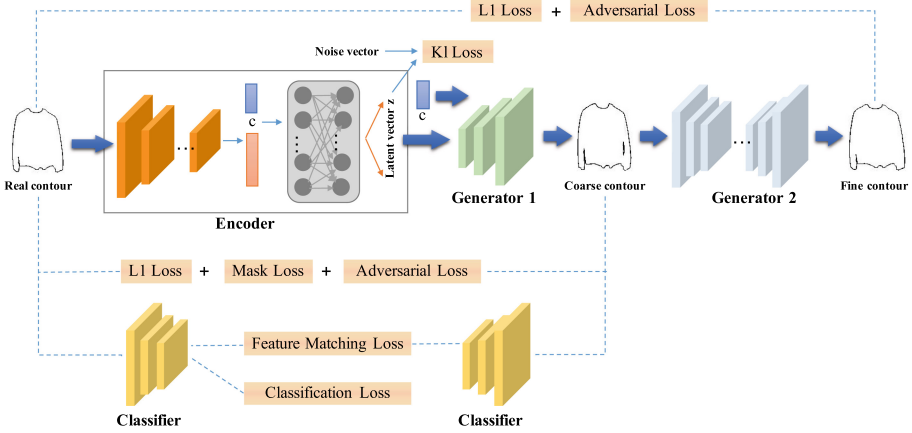 L1 Loss + Adversarial Loss
Noise vector
Kl Loss
c
Latent vector z
c
...
Real contour
Encoder
Generator 1
Coarse contour
...
Generator 2
Fine contour
L1 Loss + Mask Loss + Adversarial Loss
Feature Matching Loss
Classification Loss
Classifier
Classifier